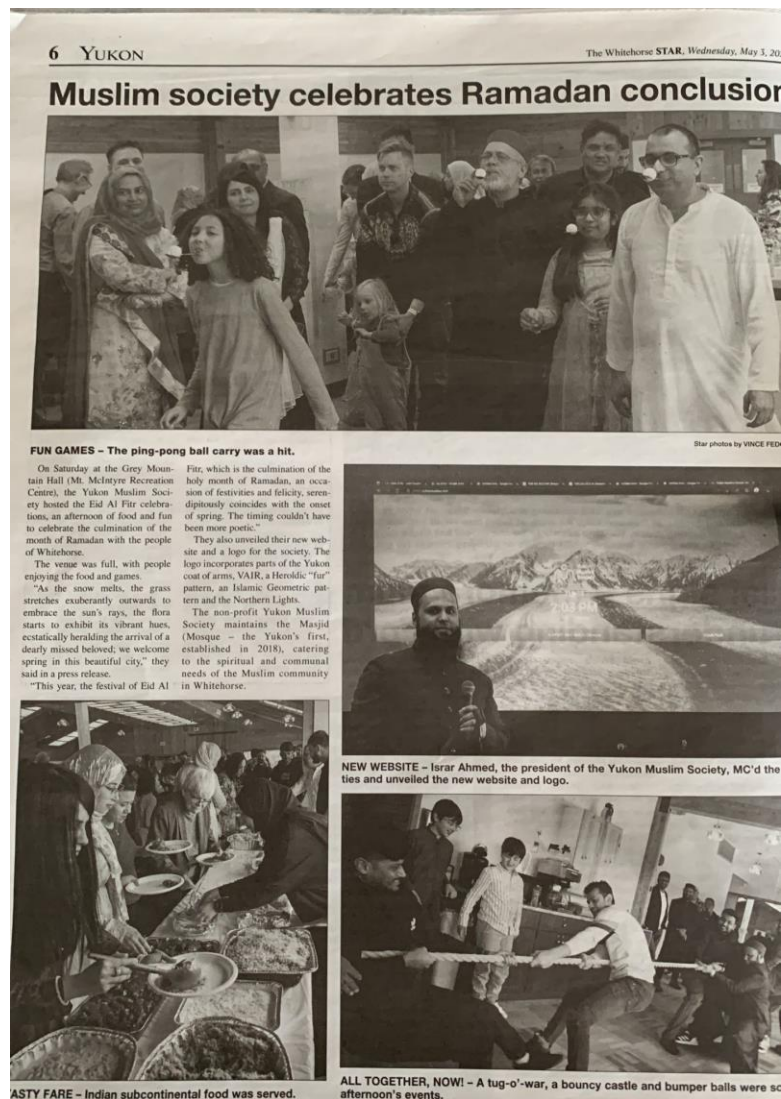 6 YUKON
The Whitehorse STAR, Wednesday, May 3,
Muslim society celebrates Ramadan conclusion
FUN GAMES – The ping-pong ball carry was a hit.
Star photos by VINCE
On Saturday at the Grey Moun-
tain Hall (Mt. McIntyre Recreation
Centre), the Yukon Muslim Soci-
ety hosted the Eid Al Fitr celebra-
tions, an afternoon of food and fun
to celebrate the culmination of the
month of Ramadan with the people
of Whitehorse.
The venue was full, with people
enjoying the food and games.
"As the snow melts, the grass
stretches exuberantly outwards to
embrace the sun's rays, the flora
starts to exhibit its vibrant hues,
ecstatically heralding the arrival of a
dearly missed beloved; we welcome
spring in this beautiful city," they
said in a press release.
"This year, the festival of Eid Al
Fitr, which is the culmination of the
holy month of Ramadan, an occa-
sion of festivities and felicity, seren-
dipitously coincides with the onset
of spring. The timing couldn't have
been more poetic."
They also unveiled their new web-
site and a logo for the society. The
logo incorporates parts of the Yukon
coat of arms, VAIR, a Heroldic "fur"
pattern, an Islamic Geometric pat-
tern and the Northern Lights.
The non-profit Yukon Muslim
Society maintains the Masjid
(Mosque – the Yukon's first,
established in 2018), catering
to the spiritual and communal
needs of the Muslim community
in Whitehorse.
2:03 PM
NEW WEBSITE – Israr Ahmed, the president of the Yukon Muslim Society, MC'd the
ties and unveiled the new website and logo.
ASTY FARE – Indian subcontinental food was served.
ALL TOGETHER, NOW! – A tug-o'-war, a bouncy castle and bumper balls were
afternoon's events.